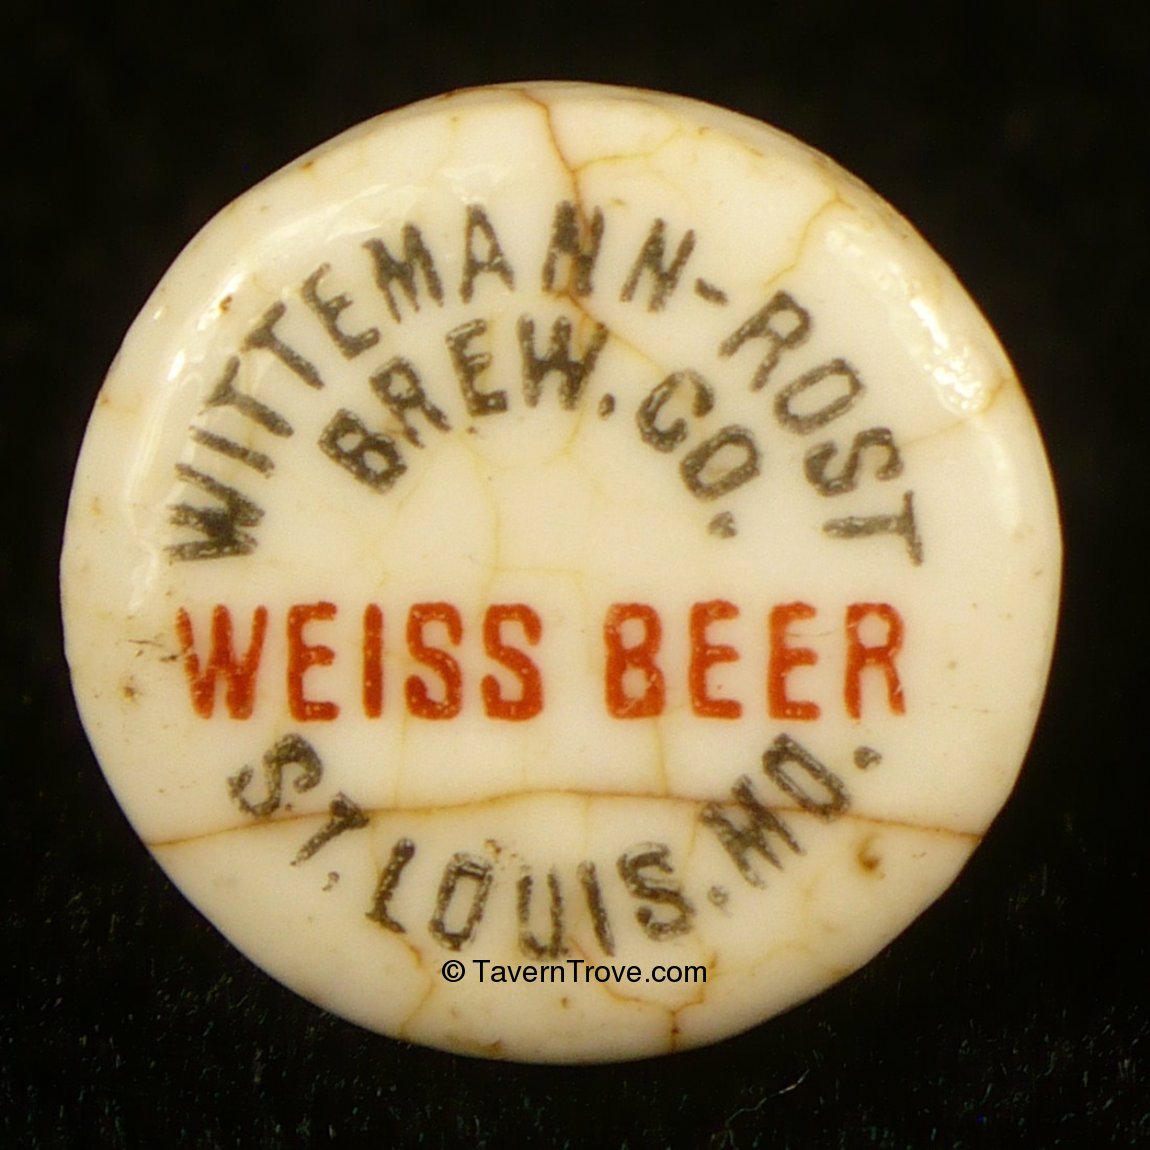 WITTEMANN-ROST
BREW. CO.
WEISS BEER
ST. LOUIS. MO.
© TavernTrove.com